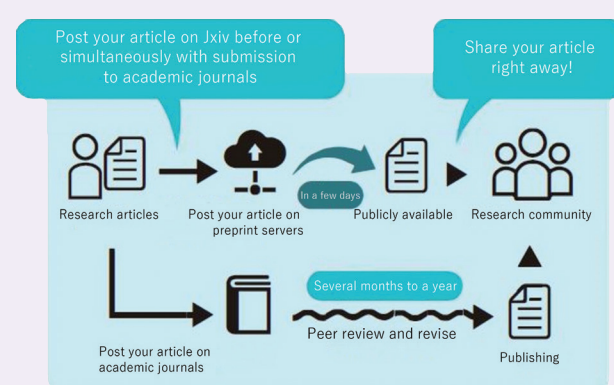 Post your article on Jxiv before or
simultaneously with submission
to academic journals
Share your article
right away!
In a few days
Research articles
Post your article on
preprint servers
Publicly available
Research community
Several months to a year
Peer review and revise
Post your article on
academic journals
Publishing